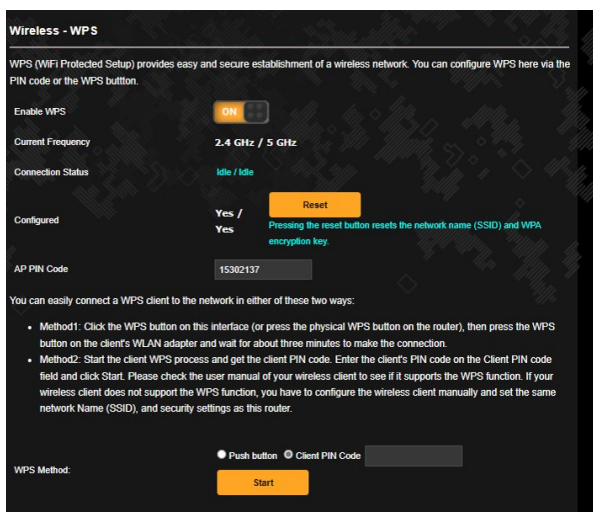 Wireless - WPS
WPS (WiFi Protected Setup) provides easy and secure establishment of a wireless network. You can configure WPS here via the
PIN code or the WPS buttton.
Enable WPS
ON
Current Frequency
2.4 GHz / 5 GHz
Connection Status
Idle / Idle
Configured
Yes /
Yes
Reset
Pressing the reset button resets the network name (SSID) and WPA
encryption key.
AP PIN Code
15302137
You can easily connect a WPS client to the network in either of these two ways:
• Method1: Click the WPS button on this interface (or press the physical WPS button on the router), then press the WPS
button on the client's WLAN adapter and wait for about three minutes to make the connection.
• Method2: Start the client WPS process and get the client PIN code. Enter the client's PIN code on the Client PIN code
field and click Start. Please check the user manual of your wireless client to see if it supports the WPS function. If your
wireless client does not support the WPS function, you have to configure the wireless client manually and set the same
network Name (SSID), and security settings as this router.
WPS Method:
Push button Client PIN Code
Start